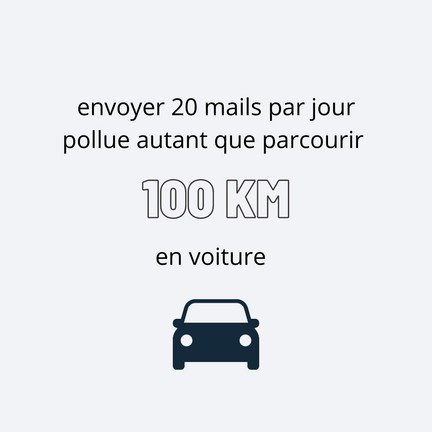 envoyer 20 mails par jour
pollue autant que parcourir
100 KM
en voiture